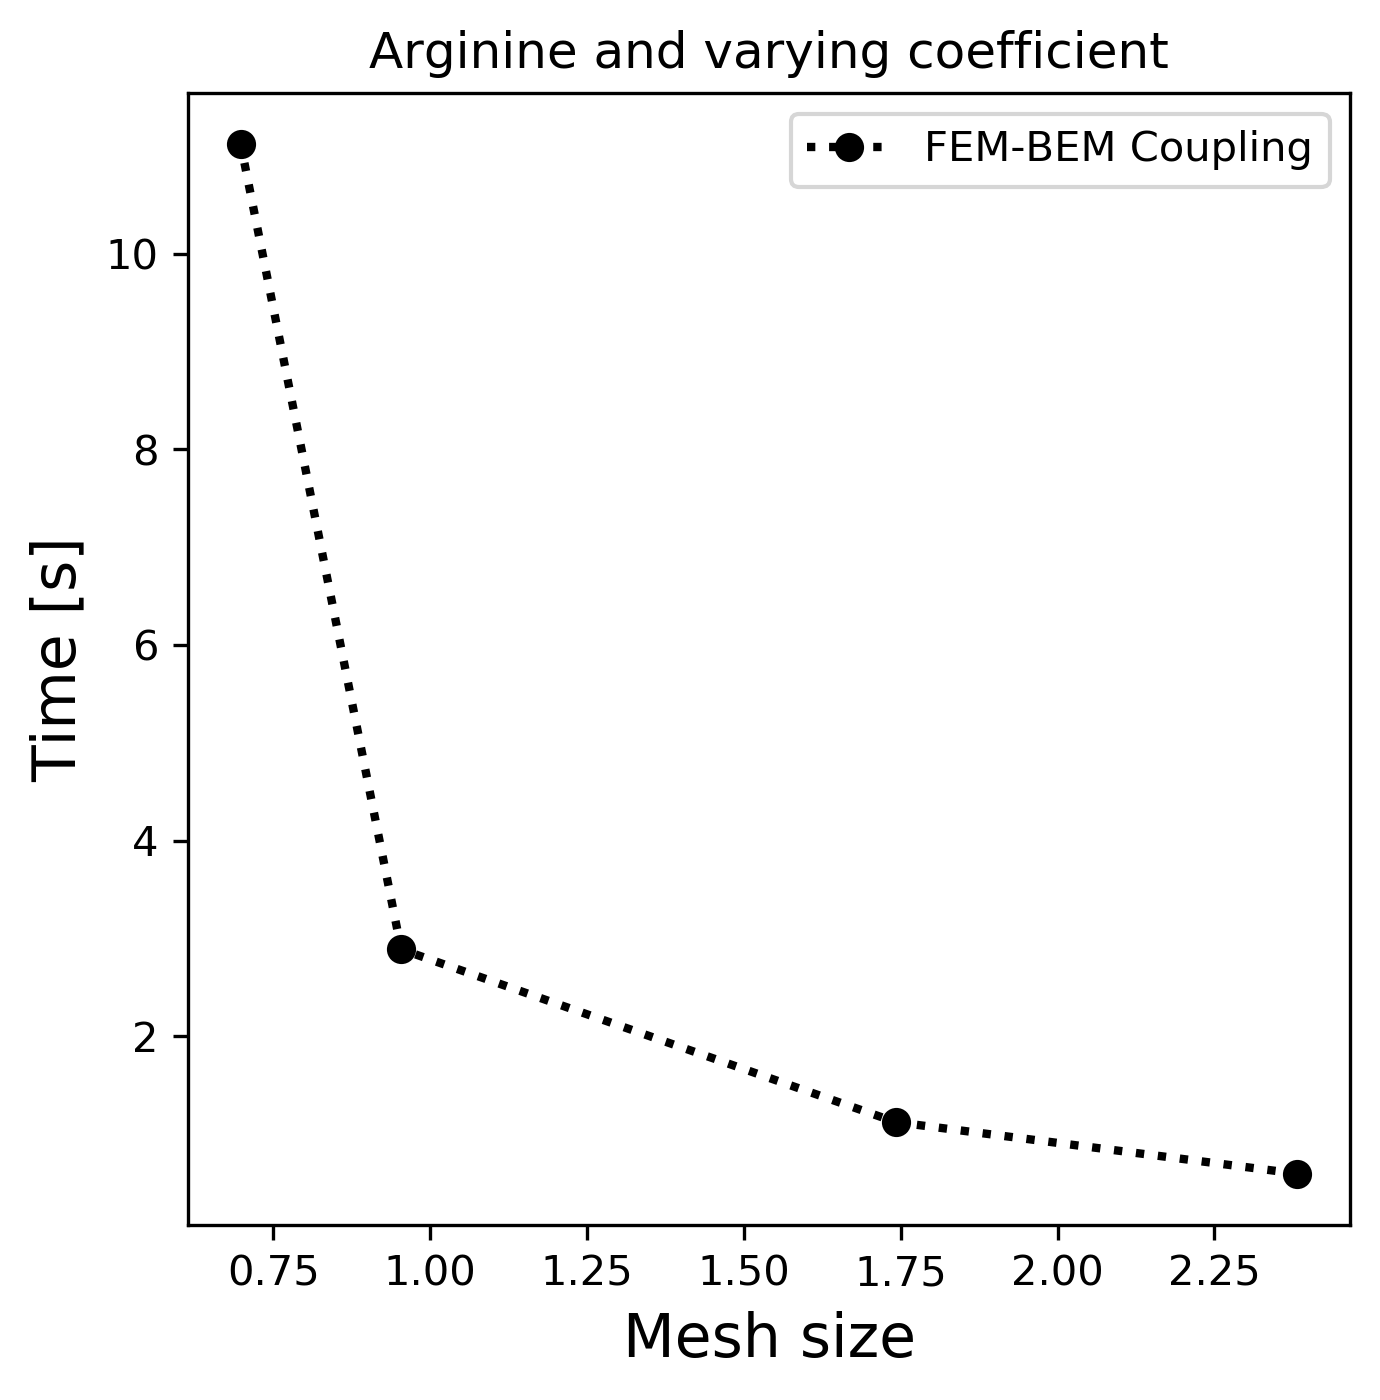 Arginine and varying coefficient
FEM-BEM Coupling
Time [s]
10
8
6
4
2
0.75 1.00 1.25 1.50 1.75 2.00 2.25
Mesh size